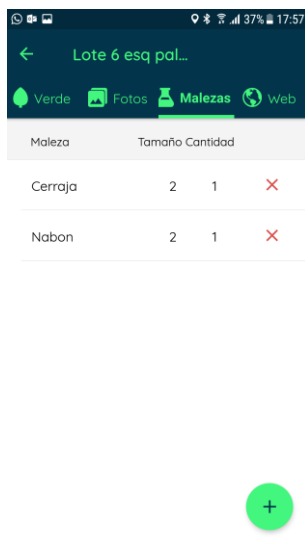 37% 17:57
Lote 6 esq pal...
Verde Fotos Malezas Web
Maleza Tamaño Cantidad
Cerraja 2 1
Nabon 2 1